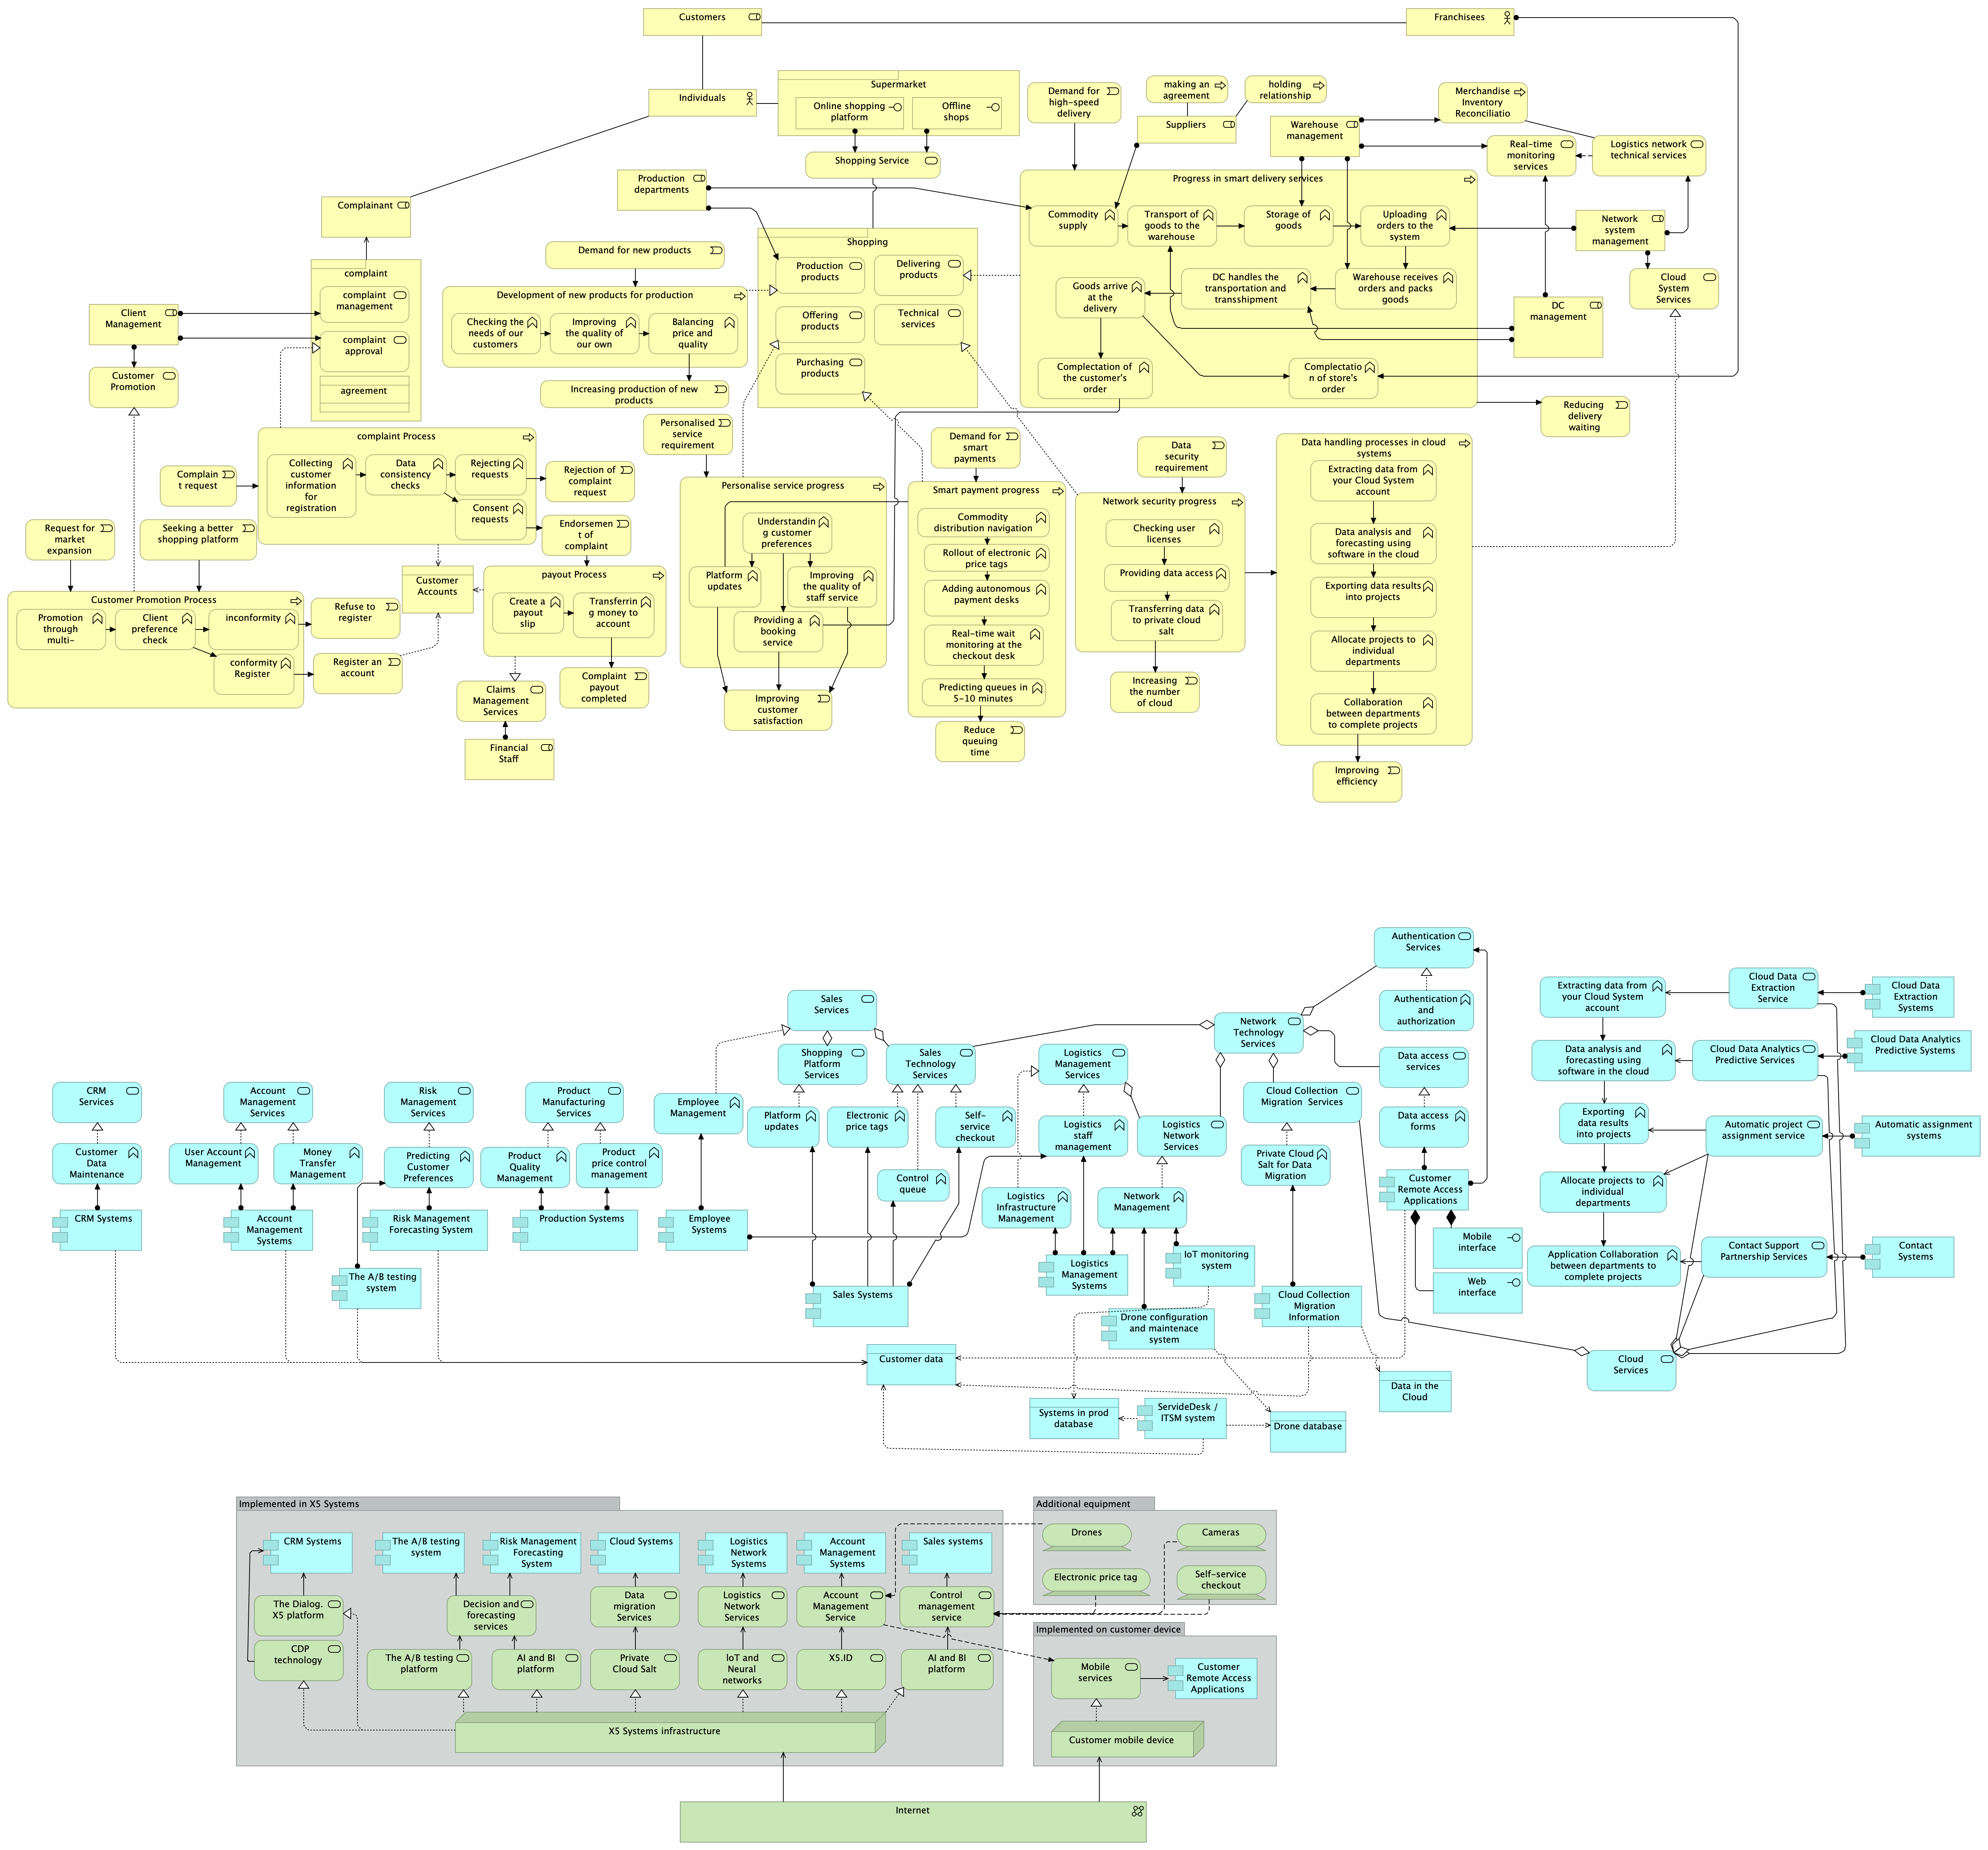 Customers
Franchisees
Individuals
Supermarket
Online shopping
platform
Offline
shops
Shopping Service
Demand for
high-speed
delivery
making an
agreement
holding
relationship
Suppliers
Warehouse
management
Merchandise
Inventory
Reconciliatio
Real-time
monitoring
services
Logistics network
technical services
Complainant
Production
departments
Progress in smart delivery services
Commodity
supply
Transport of
goods to the
warehouse
Storage of
goods
Uploading
orders to the
system
Network
system
management
Goods arrive
at the
delivery
DC handles the
transportation and
transshipment
Warehouse receives
orders and packs
goods
DC
management
Cloud
System
Services
Complectation of
the customer's
order
Complectatio
n of store's
order
Reducing
delivery
waiting
complaint
complaint
management
complaint
approval
agreement
Client
Management
Customer
Promotion
Demand for new products
Development of new products for production
Checking the
needs of our
customers
Improving
the quality of
our own
Balancing
price and
quality
Increasing production of new
products
Shopping
Production
products
Delivering
products
Offering
products
Technical
services
Purchasing
products
complaint Process
Collecting
customer
information
for
registration
Data
consistency
checks
Rejecting
requests
Consent
requests
Complain
t request
Rejection of
complaint
request
Endorsemen
t of
complaint
Request for
market
expansion
Seeking a better
shopping platform
Customer Promotion Process
Promotion
through
multi-
Client
preference
check
inconformity
conformity
Register
Refuse to
register
Register an
account
Customer
Accounts
payout Process
Create a
payout
slip
Transferrin
g money to
account
Claims
Management
Services
Complaint
payout
completed
Financial
Staff
Personalised
service
requirement
Personalise service progress
Understandin
g customer
preferences
Platform
updates
Improving
the quality of
staff service
Providing a
booking
service
Improving
customer
satisfaction
Demand for
smart
payments
Smart payment progress
Commodity
distribution navigation
Rollout of electronic
price tags
Adding autonomous
payment desks
Real-time wait
monitoring at the
checkout desk
Predicting queues in
5-10 minutes
Reduce
queuing
time
Data
security
requirement
Network security progress
Checking user
licenses
Providing data access
Transferring data
to private cloud
salt
Increasing
the number
of cloud
Data handling processes in cloud
systems
Extracting data from
your Cloud System
account
Data analysis and
forecasting using
software in the cloud
Exporting data results
into projects
Allocate projects to
individual
departments
Collaboration
between departments
to complete projects
Improving
efficiency
Authentication
Services
Authentication
and
authorization
Sales
Services
Network
Technology
Services
Shopping
Platform
Services
Sales
Technology
Services
Logistics
Management
Services
Data access
services
Cloud Collection
Migration  Services
Data access
forms
Extracting data from
your Cloud System
account
Cloud Data
Extraction
Service
Cloud Data
Extraction
Systems
Data analysis and
forecasting using
software in the cloud
Cloud Data Analytics
Predictive Services
Cloud Data Analytics
Predictive Systems
Exporting
data results
into projects
Automatic project
assignment service
Automatic assignment
systems
Allocate projects to
individual
departments
Application Collaboration
between departments to
complete projects
Contact Support
Partnership Services
Contact
Systems
Cloud
Services
CRM
Services
Account
Management
Services
Risk
Management
Services
Product
Manufacturing
Services
Employee
Management
Platform
updates
Electronic
price tags
Self-
service
checkout
Logistics
staff
management
Logistics
Network
Services
Customer
Data
Maintenance
User Account
Management
Money
Transfer
Management
Predicting
Customer
Preferences
Product
Quality
Management
Product
price control
management
Control
queue
Logistics
Infrastructure
Management
Network
Management
Private Cloud
Salt for Data
Migration
Customer
Remote Access
Applications
Mobile
interface
Web
interface
CRM Systems
Account
Management
Systems
Risk Management
Forecasting System
Production Systems
Employee
Systems
The A/B testing
system
Sales Systems
Logistics
Management
Systems
IoT monitoring
system
Drone configuration
and maintenace
system
Cloud Collection
Migration
Information
Customer data
Data in the
Cloud
Systems in prod
database
ServideDesk /
ITSM system
Drone database
Implemented in X5 Systems
CRM Systems
The A/B testing
system
Risk Management
Forecasting
System
Cloud Systems
Logistics
Network
Systems
Account
Management
Systems
Sales systems
The Dialog.
X5 platform
Decision and
forecasting
services
Data
migration
Services
Logistics
Network
Services
Account
Management
Service
Control
management
service
CDP
technology
The A/B testing
platform
AI and BI
platform
Private
Cloud Salt
IoT and
Neural
networks
X5.ID
AI and BI
platform
X5 Systems infrastructure
Additional equipment
Drones
Cameras
Electronic price tag
Self-service
checkout
Implemented on customer device
Mobile
services
Customer
Remote Access
Applications
Customer mobile device
Internet